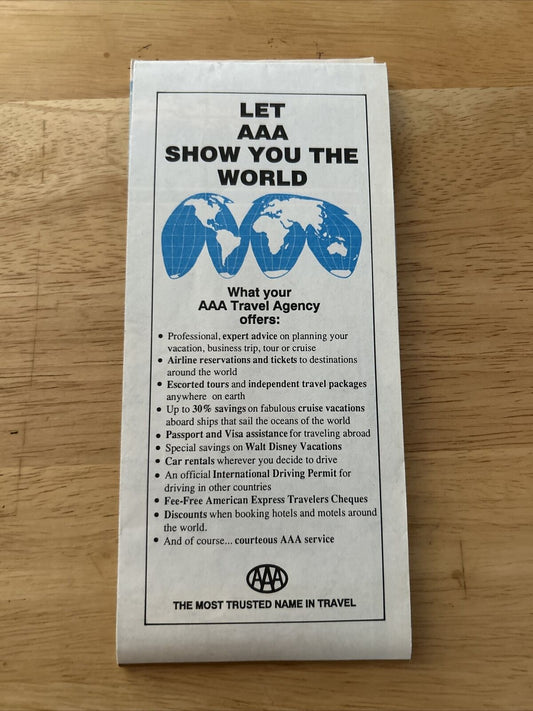 LET
AAA
SHOW YOU THE
WORLD
What your
AAA Travel Agency
offers:
• Professional, expert advice on planning your
vacation, business trip, tour or cruise
• Airline reservations and tickets to destinations
around the world
• Escorted tours and independent travel packages
anywhere on earth
• Up to 30% savings on fabulous cruise vacations
aboard ships that sail the oceans of the world
• Passport and Visa assistance for traveling abroad
• Special savings on Walt Disney Vacations
• Car rentals wherever you decide to drive
• An official International Driving Permit for
driving in other countries
• Fee-Free American Express Travelers Cheques
• Discounts when booking hotels and motels around
the world.
• And of course... courteous AAA service
AAA
THE MOST TRUSTED NAME IN TRAVEL